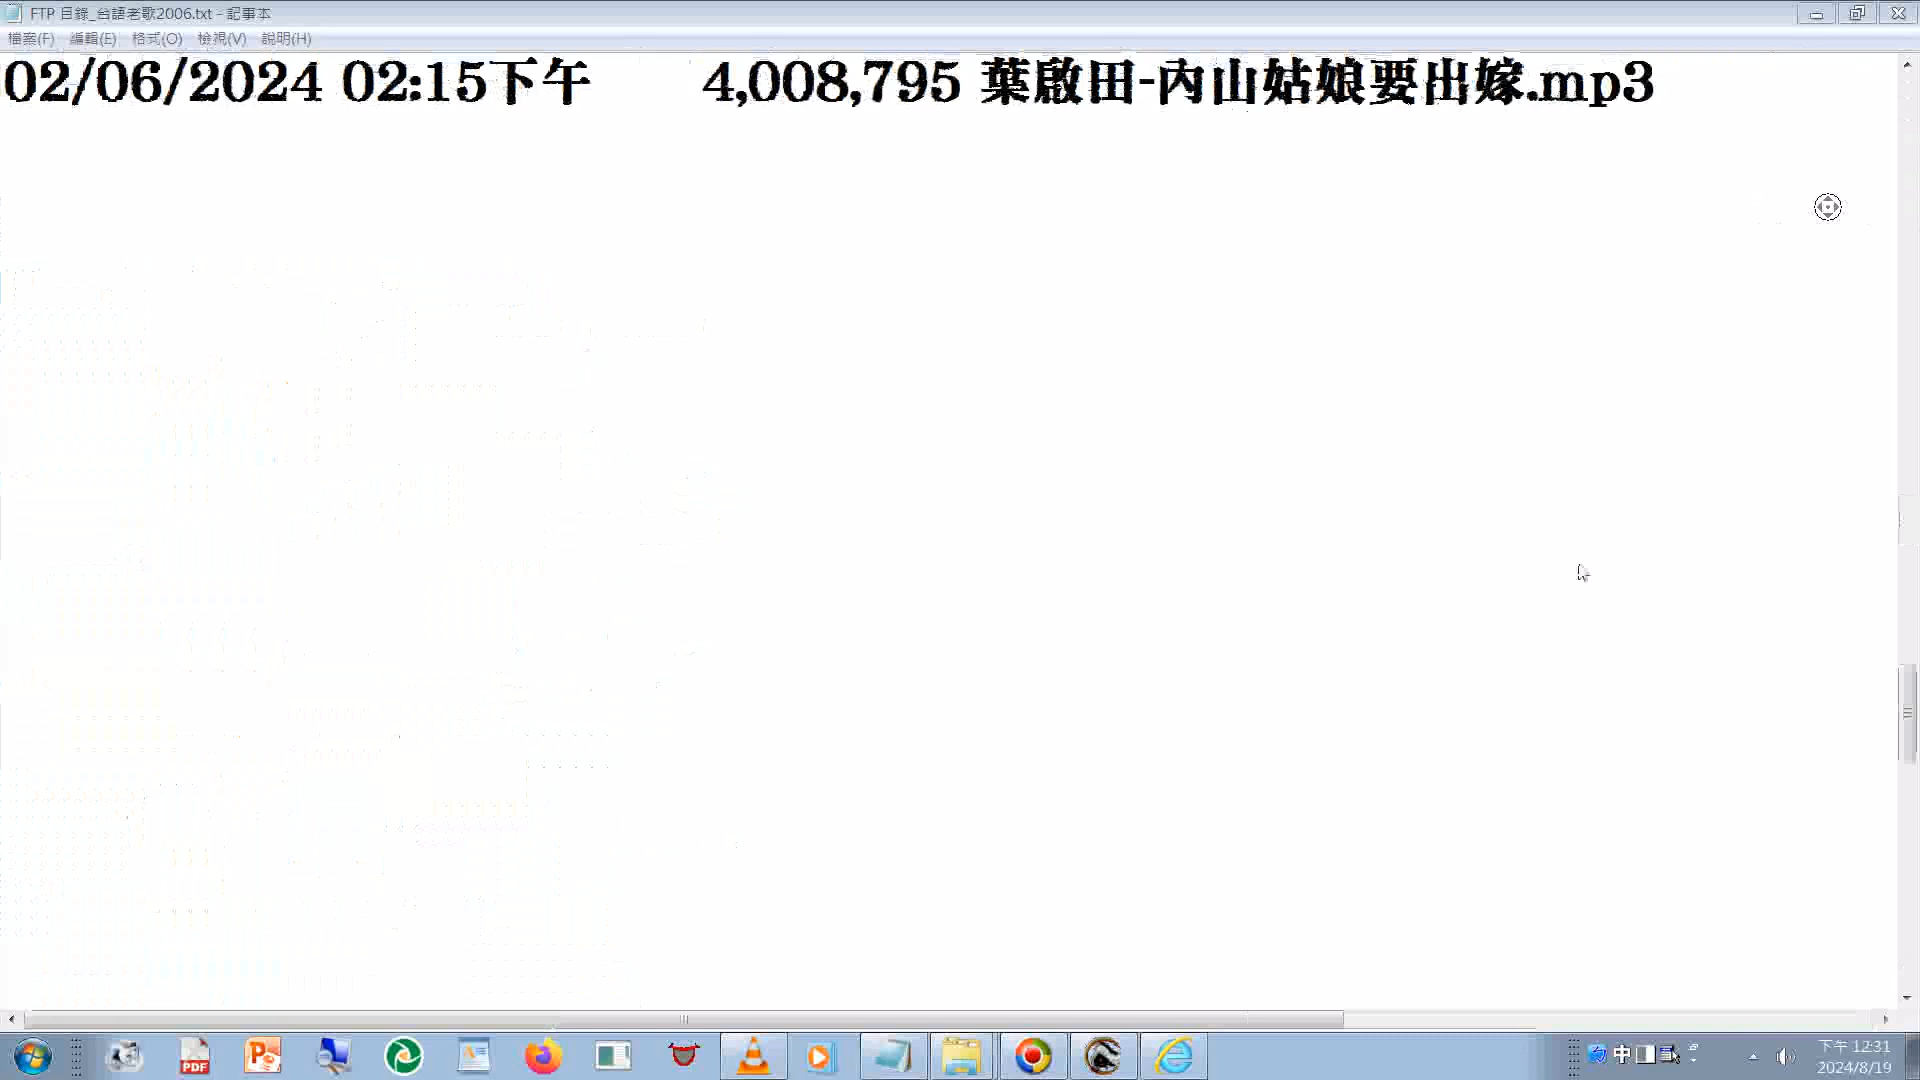 FTP 目錄_台語老歌2006.txt - 記事本
檔案(F) 編輯(E) 格式(O) 檢視(V) 說明(H)
02/06/2024 02:15下午 4,008,795 葉啟田-內山姑娘要出嫁.mp3
PDF
中
下午 12:31
2024/8/19